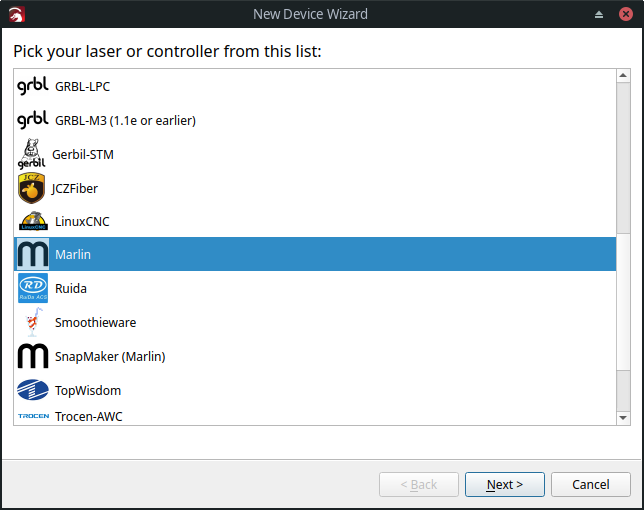 New Device Wizard
Pick your laser or controller from this list:
grbl GRBL-LPC
grbl GRBL-M3 (1.1e or earlier)
gerbil Gerbil-STM
JCZ JCZFiber
LinuxCNC LinuxCNC
m Marlin
RD RuiDa ACS Ruida
Smoothieware
m SnapMaker (Marlin)
TopWisdom
TROCEN Trocen-AWC
< Back Next > Cancel